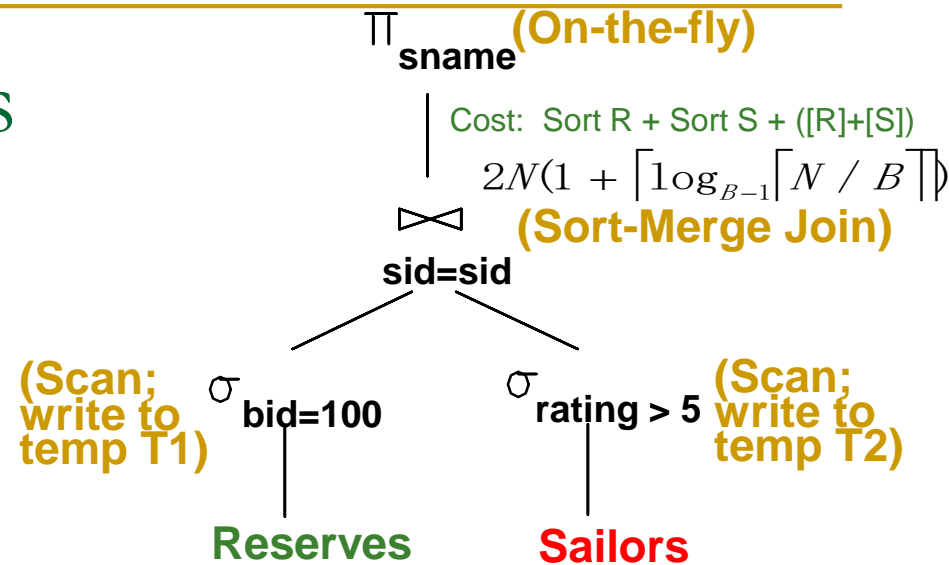 π (On-the-fly)
sname
s
Cost: Sort R + Sort S + ([R]+[S])
2N(1 + ⌈log_{B−1}⌈N / B⌉⌉)
⋈ (Sort-Merge Join)
sid=sid
(Scan;
write to
temp T1)
σ bid=100
σ rating > 5
(Scan;
write to
temp T2)
Reserves
Sailors